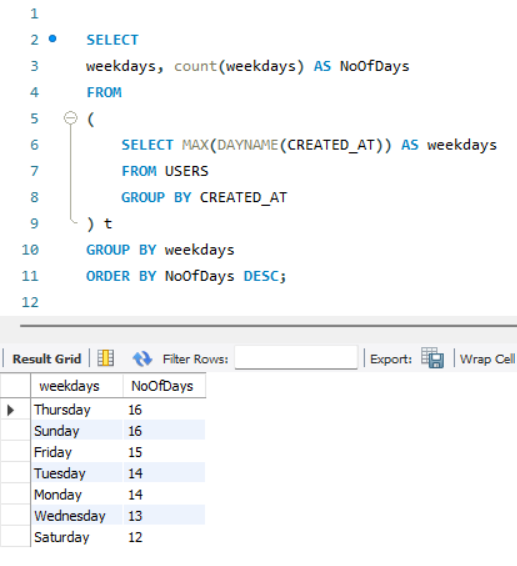 1
2 SELECT
3 weekdays, count(weekdays) AS NoOfDays
4 FROM
5 (
6 SELECT MAX(DAYNAME(CREATED_AT)) AS weekdays
7 FROM USERS
8 GROUP BY CREATED_AT
9 ) t
10 GROUP BY weekdays
11 ORDER BY NoOfDays DESC;
12
Result Grid Filter Rows: Export: Wrap Cell
weekdays NoOfDays
Thursday 16
Sunday 16
Friday 15
Tuesday 14
Monday 14
Wednesday 13
Saturday 12